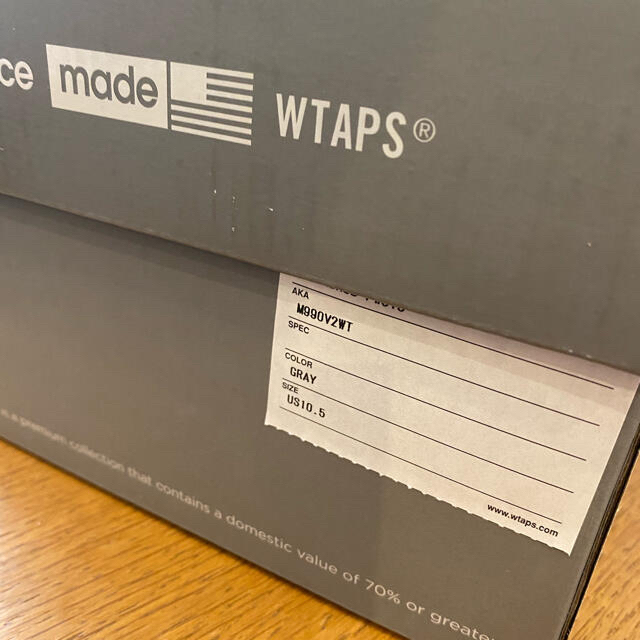 ce made WTAPS®
AKA
M990V2WT
SPEC
COLOR
GRAY
SIZE
US10.5
www.wtaps.com
is a premium collection that contains a domestic value of 70% or greate